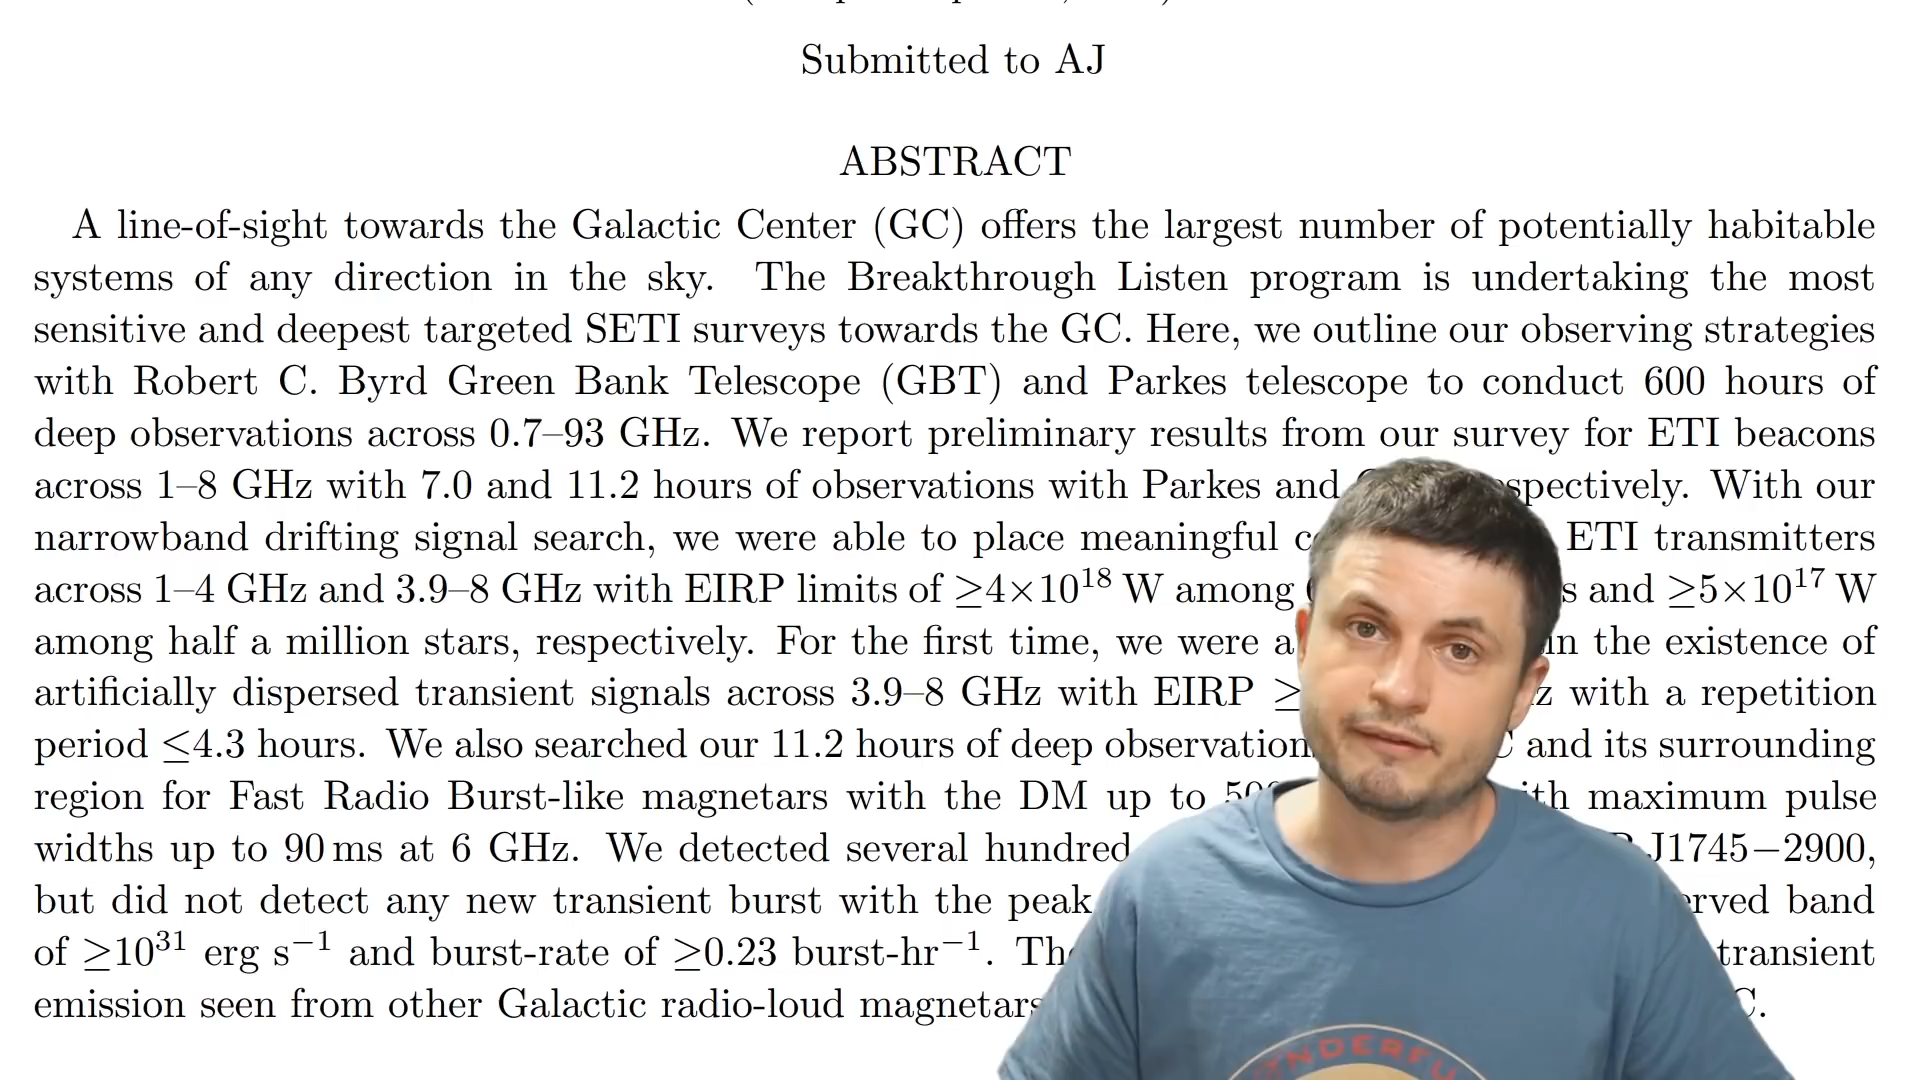 Submitted to AJ
ABSTRACT
A line-of-sight towards the Galactic Center (GC) offers the largest number of potentially habitable
systems of any direction in the sky. The Breakthrough Listen program is undertaking the most
sensitive and deepest targeted SETI surveys towards the GC. Here, we outline our observing strategies
with Robert C. Byrd Green Bank Telescope (GBT) and Parkes telescope to conduct 600 hours of
deep observations across 0.7–93 GHz. We report preliminary results from our survey for ETI beacons
across 1–8 GHz with 7.0 and 11.2 hours of observations with Parkes and spectively. With our
narrowband drifting signal search, we were able to place meaningful ETI transmitters
across 1–4 GHz and 3.9–8 GHz with EIRP limits of ≥4×10¹⁸ W among s and ≥5×10¹⁷ W
among half a million stars, respectively. For the first time, we were a in the existence of
artificially dispersed transient signals across 3.9–8 GHz with EIRP ≥ z with a repetition
period ≤4.3 hours. We also searched our 11.2 hours of deep observation and its surrounding
region for Fast Radio Burst-like magnetars with the DM up to 50 ith maximum pulse
widths up to 90 ms at 6 GHz. We detected several hundred J1745−2900,
but did not detect any new transient burst with the peak erved band
of ≥10³¹ erg s⁻¹ and burst-rate of ≥0.23 burst-hr⁻¹. The transient
emission seen from other Galactic radio-loud magnetars C.
NDERFU